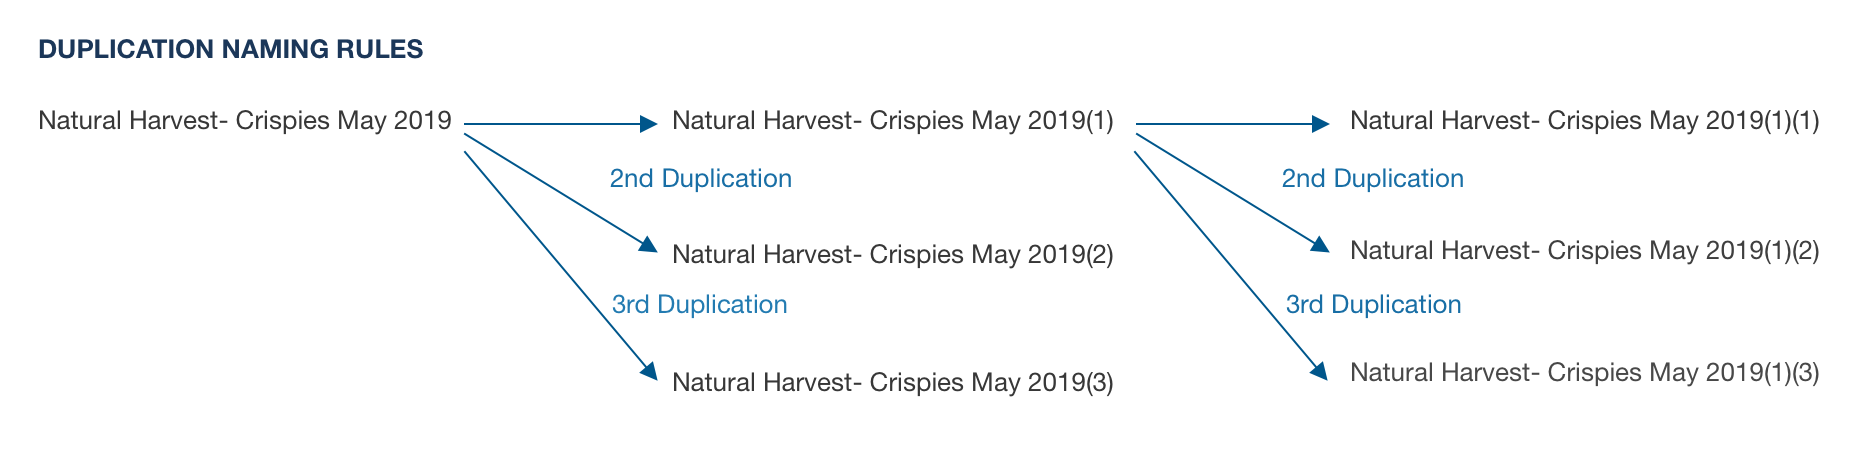 DUPLICATION NAMING RULES
Natural Harvest- Crispies May 2019
Natural Harvest- Crispies May 2019(1)
Natural Harvest- Crispies May 2019(1)(1)
2nd Duplication
2nd Duplication
Natural Harvest- Crispies May 2019(2)
Natural Harvest- Crispies May 2019(1)(2)
3rd Duplication
3rd Duplication
Natural Harvest- Crispies May 2019(3)
Natural Harvest- Crispies May 2019(1)(3)